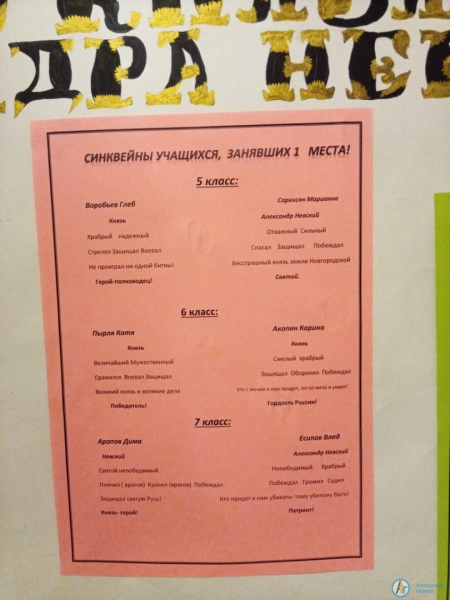 ДРА НЕВ
СИНКВЕЙНЫ УЧАЩИХСЯ, ЗАНЯВШИХ 1 МЕСТА!
5 класс:
Воробьев Глеб
Князь
Храбрый надежный
Стрелял Защищал Воевал
Не проиграл ни одной битвы!
Герой-полководец!
Саркисян Марианна
Александр Невский
Отважный Сильный
Спасал Защищал Побеждал
Бесстрашный князь земли Новгородской
Святой.
6 класс:
Пырля Катя
Князь
Величайший Мужественный
Сражался Воевал Защищал
Великий князь и великие дела
Победитель!
Акопян Карина
Князь
Смелый храбрый
Защищал Оборонял Побеждал
Кто с мечом к нам придет, тот от меча и умрет!
Гордость России!
7 класс:
Арапов Дима
Невский
Святой непобедимый
Пленил ( врагов) Казнил (врагов) Побеждал
Защищал святую Русь!
Князь- герой!
Есипов Влад
Александр Невский
Непобедимый Храбрый
Побеждал Громил Судил
Кто придет в нам убивать- тому убитому быть!
Патриот!
Аткарская
газета